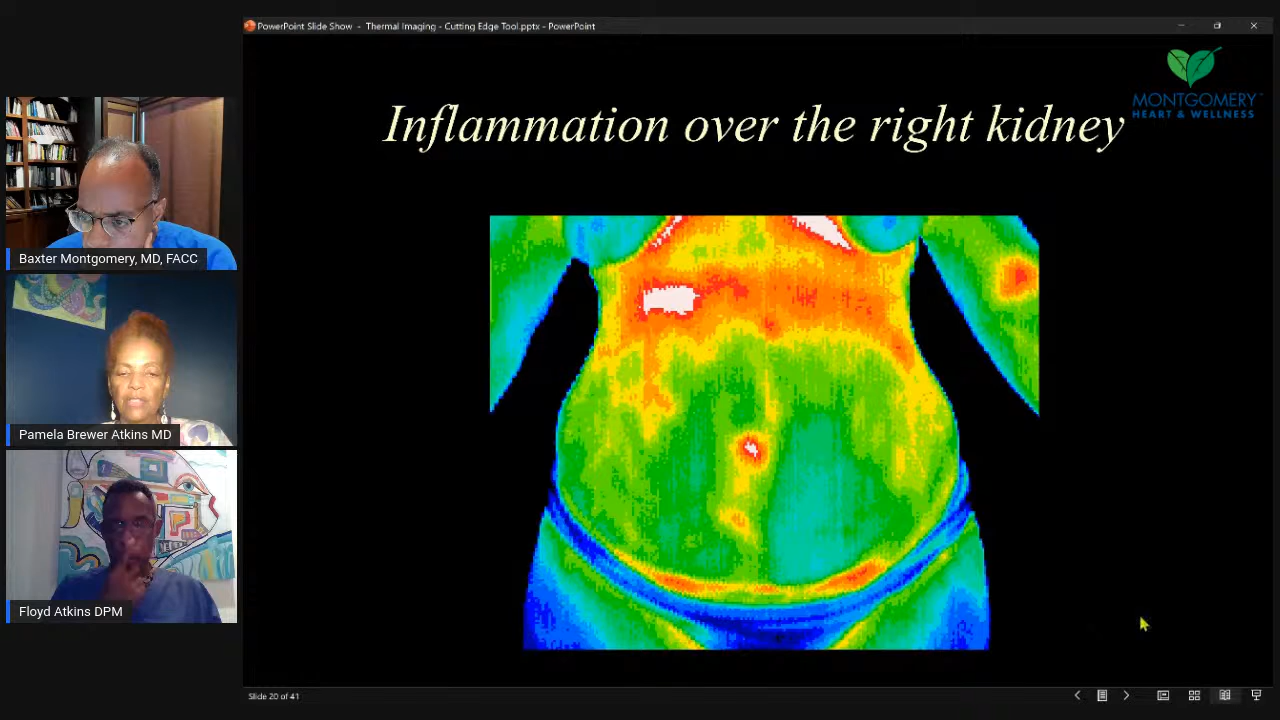 PowerPoint Slide Show - Thermal Imaging - Cutting Edge Tool.pptx - PowerPoint
MONTGOMERY
HEART & WELLNESS
Inflammation over the right kidney
Baxter Montgomery, MD, FACC
Pamela Brewer Atkins MD
Floyd Atkins DPM
Slide 20 of 41